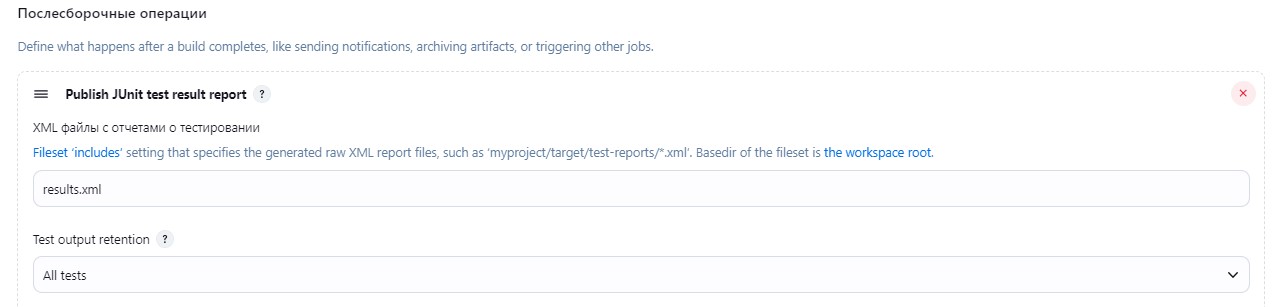 Послесборочные операции
Define what happens after a build completes, like sending notifications, archiving artifacts, or triggering other jobs.
Publish JUnit test result report ?
XML файлы с отчетами о тестировании
Fileset ‘includes’ setting that specifies the generated raw XML report files, such as ‘myproject/target/test-reports/*.xml’. Basedir of the fileset is the workspace root.
results.xml
Test output retention ?
All tests